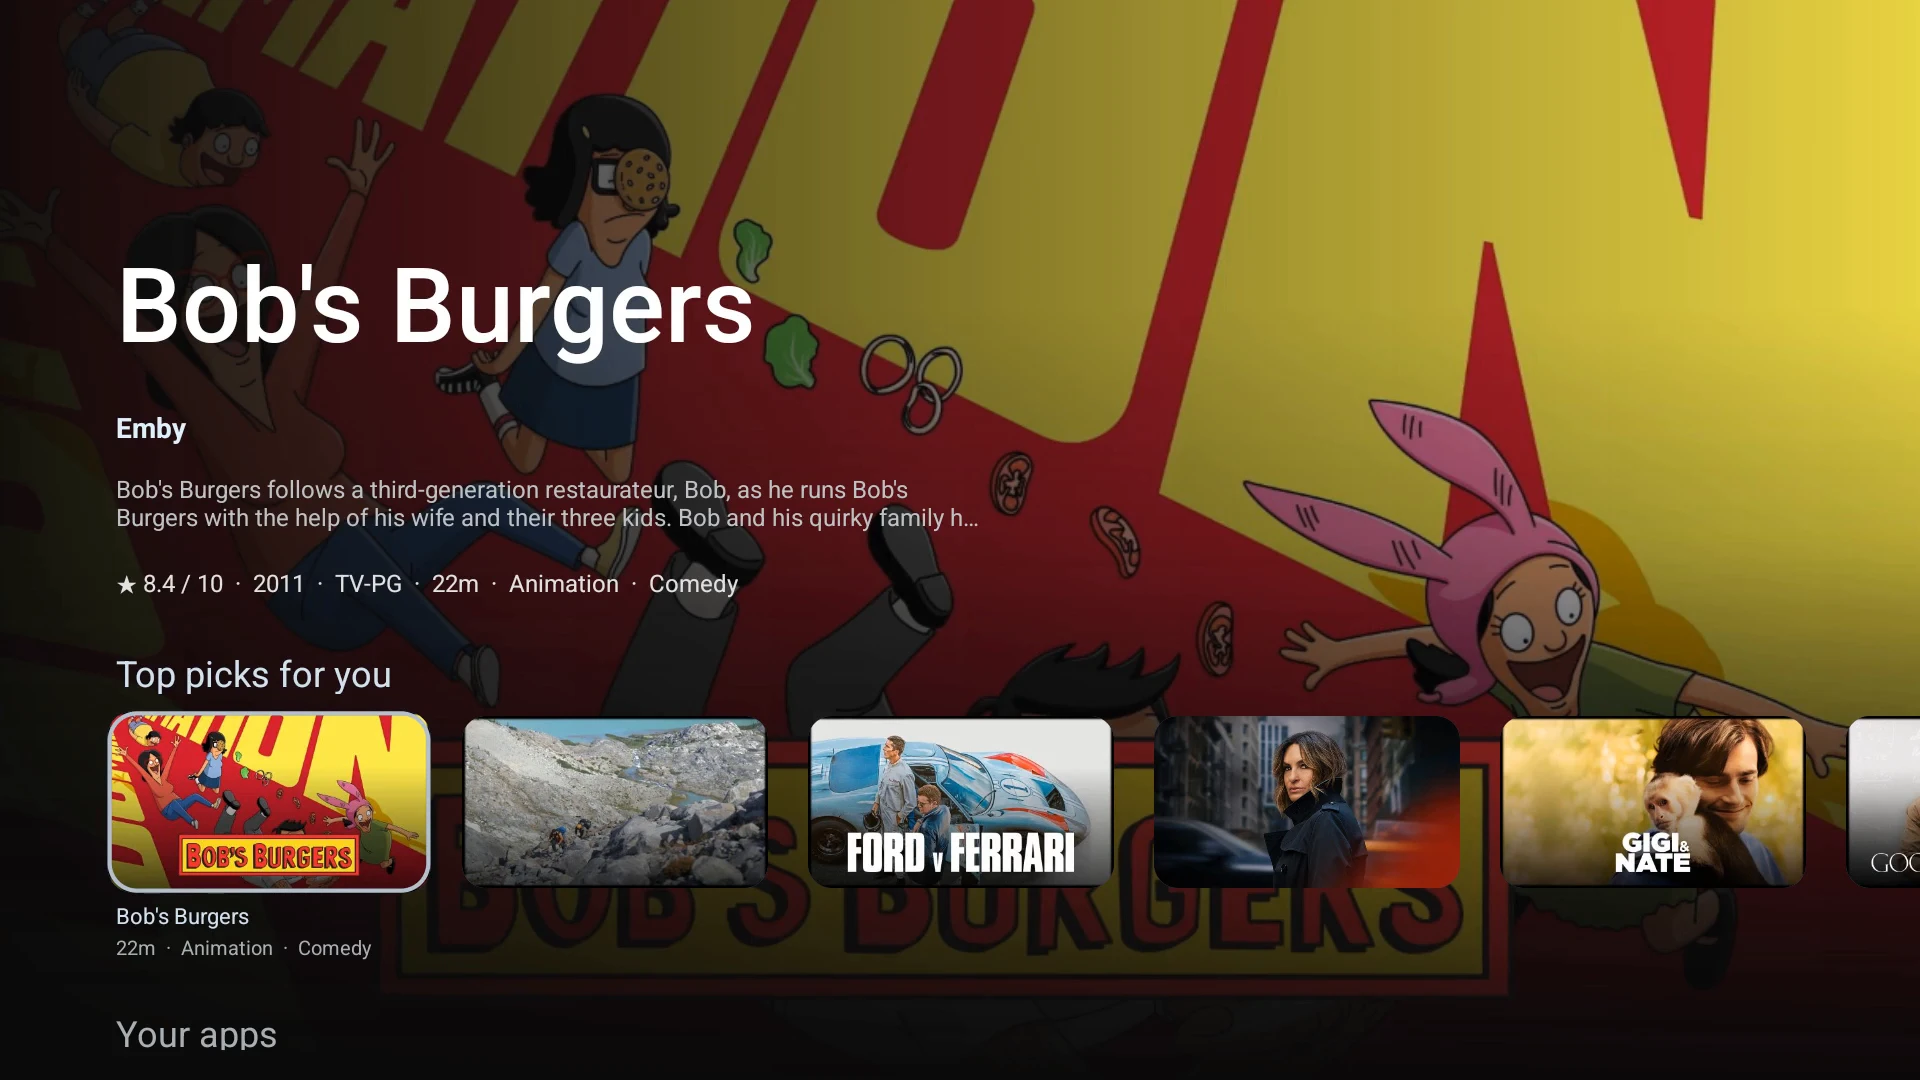 Bob's Burgers
Emby
Bob's Burgers follows a third-generation restaurateur, Bob, as he runs Bob's
Burgers with the help of his wife and their three kids. Bob and his quirky family h...
★ 8.4 / 10 · 2011 · TV-PG · 22m · Animation · Comedy
Top picks for you
BOB'S BURGERS
FORD v FERRARI
GIGI &
NATE
Bob's Burgers
22m · Animation · Comedy
BOB'S BURGERS
Your apps